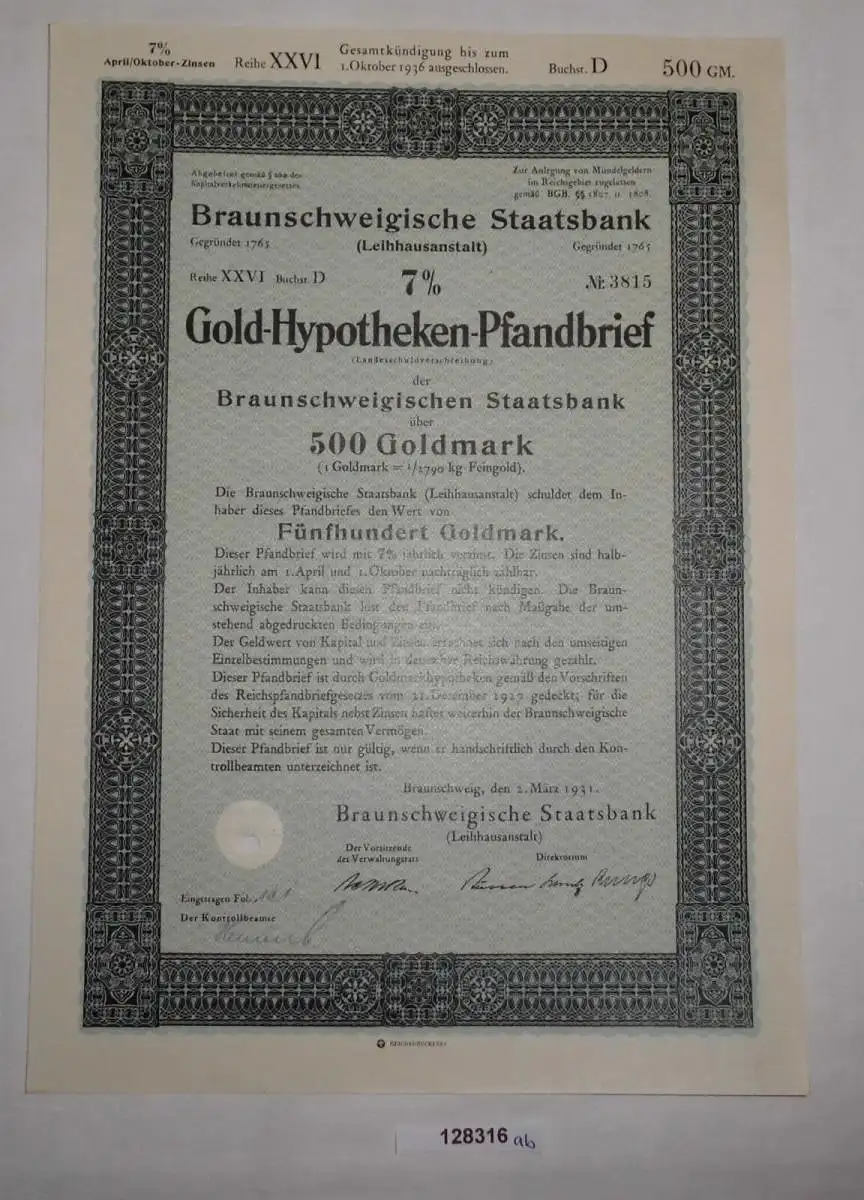 7%
April/Oktober-Zinsen
Reihe XXVI
Gesamtkündigung bis zum
1. Oktober 1936 ausgeschlossen.
Buchst. D
500 GM.
Abgabefrei gemäß § des
Kapitalverkehrsteuergesetzes
Zur Anlegung von Mündelgeldern
im Reichsgebiet zugelassen
gemäß BGB. §§ 1807 u. 1808.
Braunschweigische Staatsbank
Gegründet 1765
(Leihhausanstalt)
Gegründet 1765
Reihe XXVI Buchst. D
7%
№ 3815
Gold-Hypotheken-Pfandbrief
(Landesschuldverschreibung)
der
Braunschweigischen Staatsbank
über
500 Goldmark
(1 Goldmark = 1/2790 kg Feingold).
Die Braunschweigische Staatsbank (Leihhausanstalt) schuldet dem In-
haber dieses Pfandbriefes den Wert von
Fünfhundert Goldmark.
Dieser Pfandbrief wird mit 7% jährlich verzinst. Die Zinsen sind halb-
jährlich am 1. April und 1. Oktober nachträglich zahlbar.
Der Inhaber kann diesen Pfandbrief nicht kündigen. Die Braun-
schweigische Staatsbank löst den Pfandbrief nach Maßgabe der um-
stehend abgedruckten Bedingungen ein.
Der Geldwert von Kapital und Zinsen errechnet sich nach den umseitigen
Einzelbestimmungen und wird in deutscher Reichswährung gezahlt.
Dieser Pfandbrief ist durch Goldmarkhypotheken gemäß den Vorschriften
des Reichspfandbriefgesetzes vom 21. Dezember 1927 gedeckt; für die
Sicherheit des Kapitals nebst Zinsen haftet weiterhin der Braunschweigische
Staat mit seinem gesamten Vermögen.
Dieser Pfandbrief ist nur gültig, wenn er handschriftlich durch den Kon-
trollbeamten unterzeichnet ist.
Braunschweig, den 2. März 1931.
Braunschweigische Staatsbank
(Leihhausanstalt)
Der Vorsitzende
des Verwaltungsrats
Direktorium
Eingetragen Fol.
Der Kontrollbeamte
REICHSDRUCKEREI
128316 ab